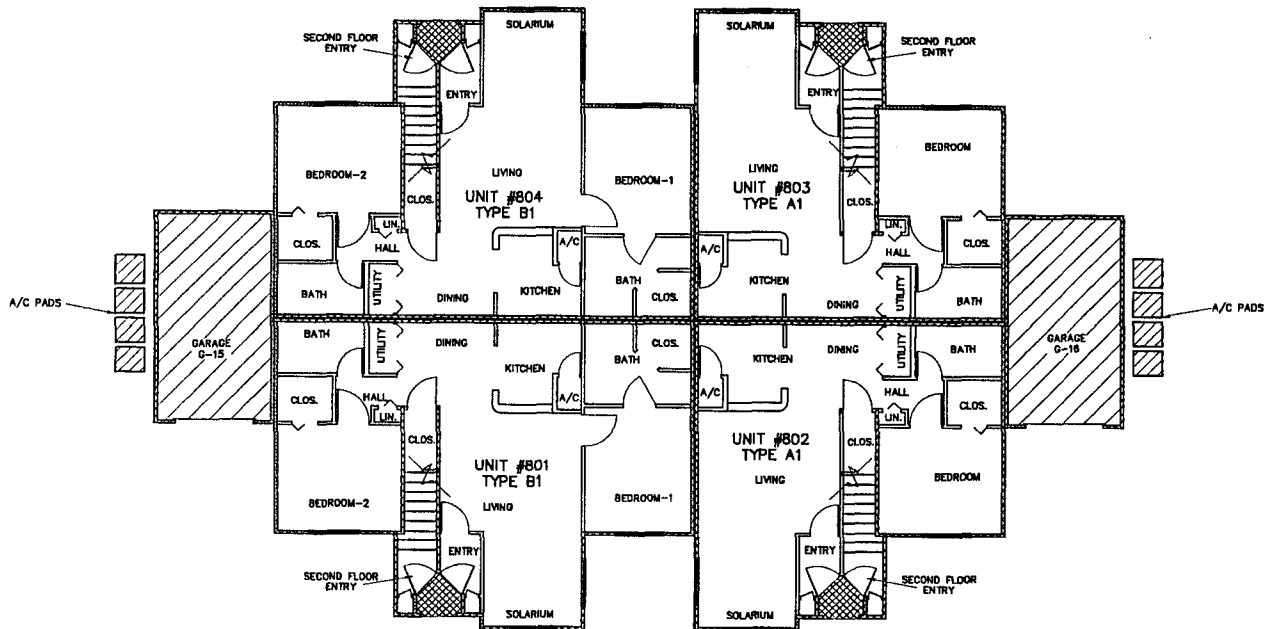 SOLARIUM
SOLARIUM
SECOND FLOOR
ENTRY
SECOND FLOOR
ENTRY
ENTRY
ENTRY
BEDROOM-2
LIVING
UNIT #804
TYPE B1
BEDROOM-1
LIVING
UNIT #803
TYPE A1
BEDROOM
CLOS.
CLOS.
LIN.
LIN.
CLOS.
HALL
A/C
A/C
HALL
CLOS.
BATH
UTILITY
DINING
KITCHEN
BATH
CLOS.
KITCHEN
DINING
UTILITY
BATH
A/C PADS
A/C PADS
GARAGE
G-15
GARAGE
G-16
BATH
UTILITY
DINING
KITCHEN
BATH
CLOS.
KITCHEN
DINING
UTILITY
BATH
CLOS.
HALL
LIN.
A/C
A/C
HALL
LIN.
CLOS.
CLOS.
CLOS.
UNIT #801
TYPE B1
UNIT #802
TYPE A1
LIVING
LIVING
BEDROOM-2
BEDROOM-1
BEDROOM
ENTRY
ENTRY
SECOND FLOOR
ENTRY
SECOND FLOOR
ENTRY
SOLARIUM
SOLARIUM